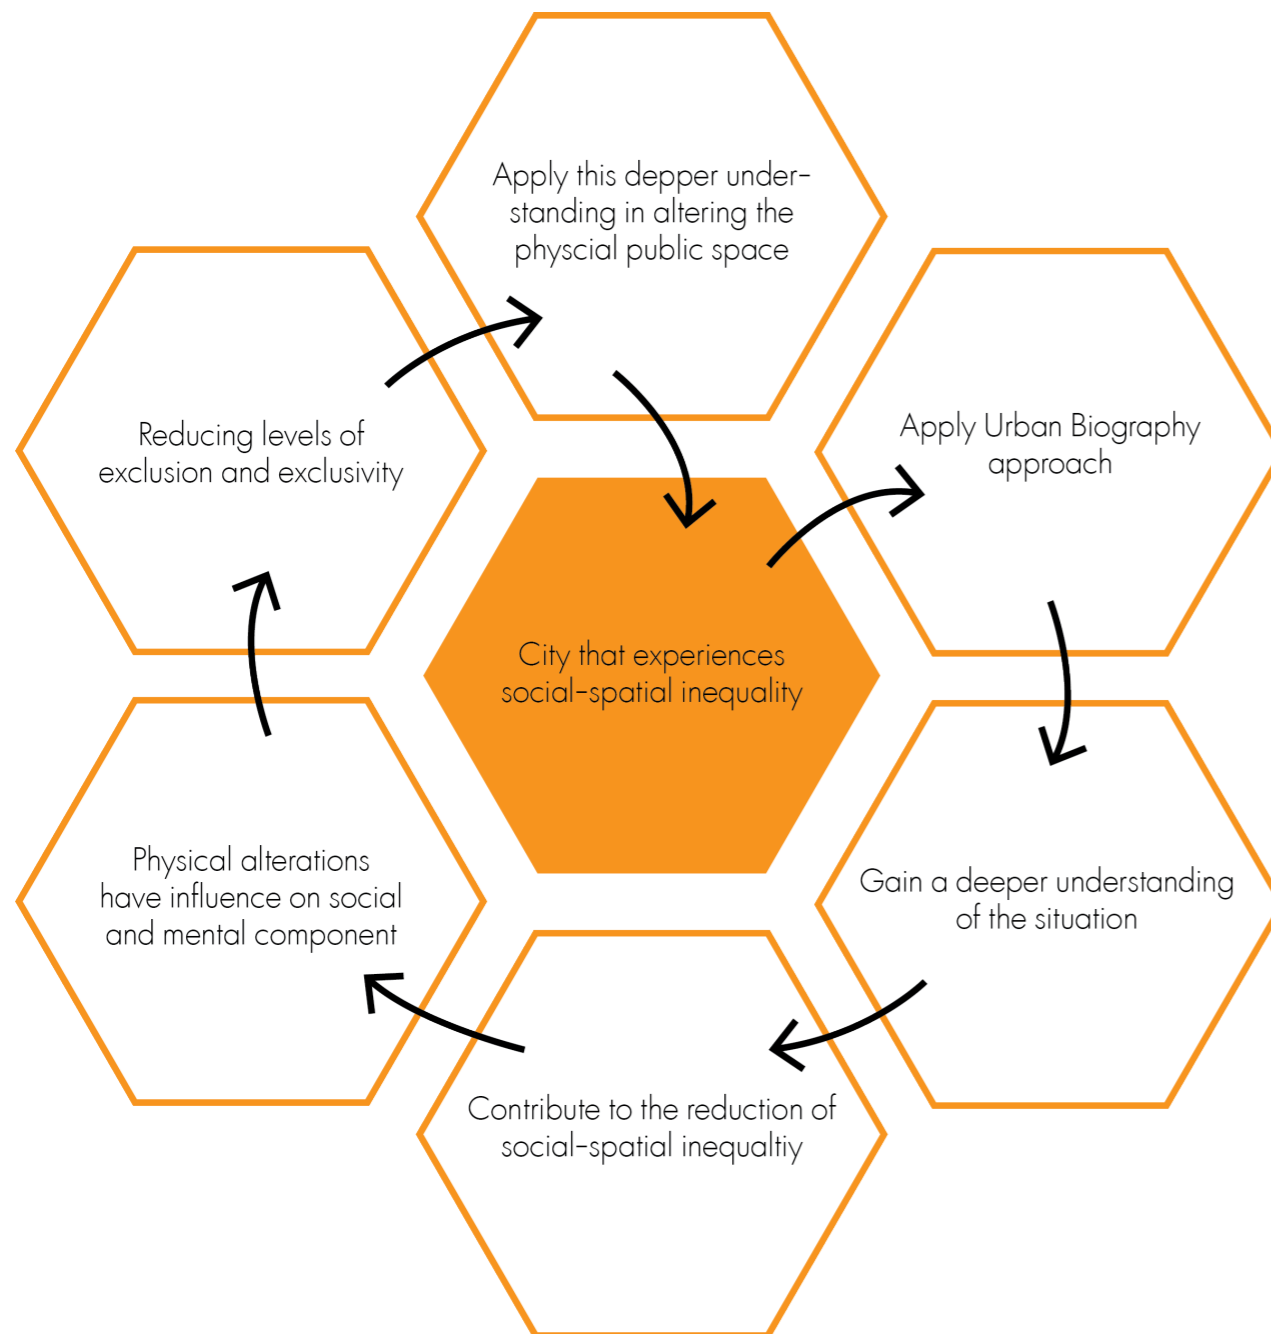 Apply this depper under-
standing in altering the
physcial public space
Apply Urban Biography
approach
Reducing levels of
exclusion and exclusivity
City that experiences
social-spatial inequality
Physical alterations
have influence on social
and mental component
Gain a deeper understanding
of the situation
Contribute to the reduction of
social-spatial inequaltiy